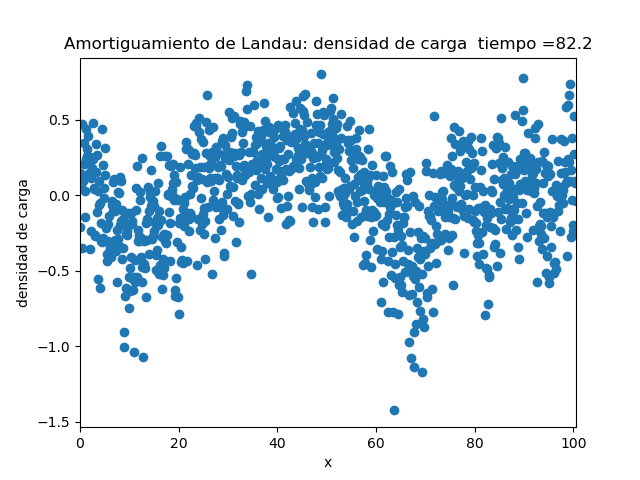 Amortiguamiento de Landau: densidad de carga  tiempo =82.2
densidad de carga
0.5
0.0
−0.5
−1.0
−1.5
0 20 40 60 80 100
x